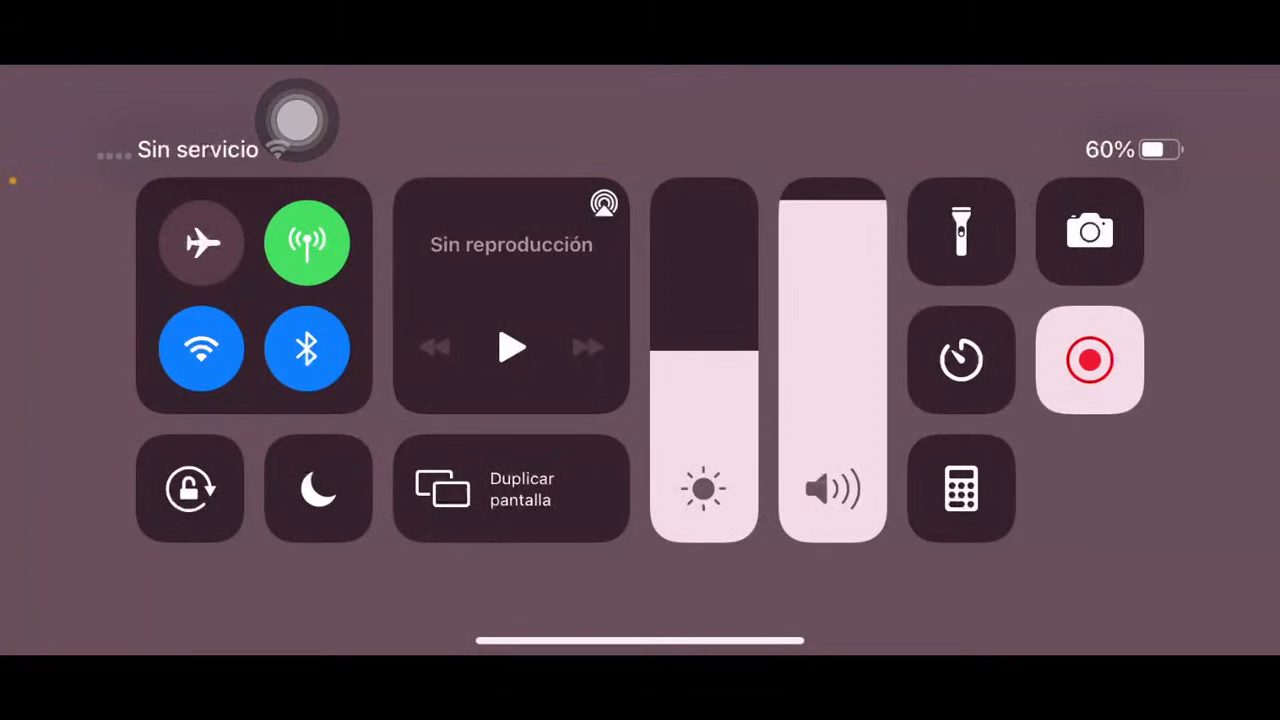 Sin servicio
60%
Sin reproducción
Duplicar
pantalla